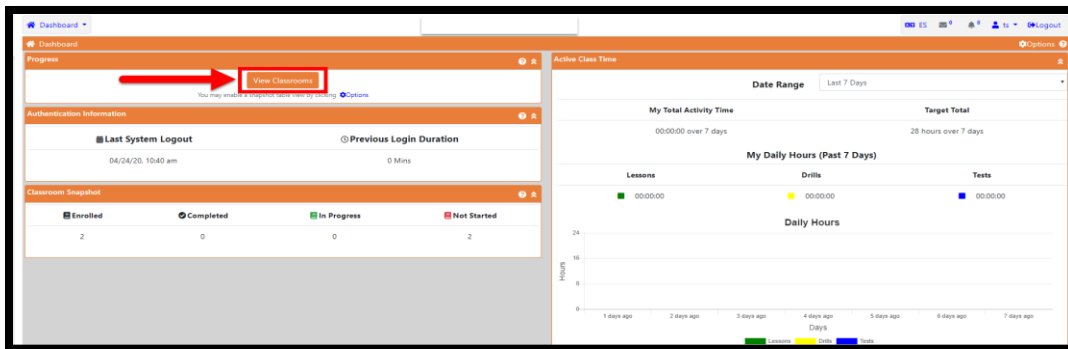 Dashboard
ES 0 0 ts Logout
Dashboard
Options
Progress
View Classrooms
You may enable a snapshot table view by clicking Options
Authentication Information
Last System Logout Previous Login Duration
04/24/20, 10:40 am 0 Mins
Classroom Snapshot
Enrolled Completed In Progress Not Started
2 0 0 2
Active Class Time
Date Range Last 7 Days
My Total Activity Time Target Total
00:00:00 over 7 days 28 hours over 7 days
My Daily Hours (Past 7 Days)
Lessons Drills Tests
00:00:00 00:00:00 00:00:00
Daily Hours
Hours
24
16
8
0
1 days ago 2 days ago 3 days ago 4 days ago 5 days ago 6 days ago 7 days ago
Days
Lessons Drills Tests